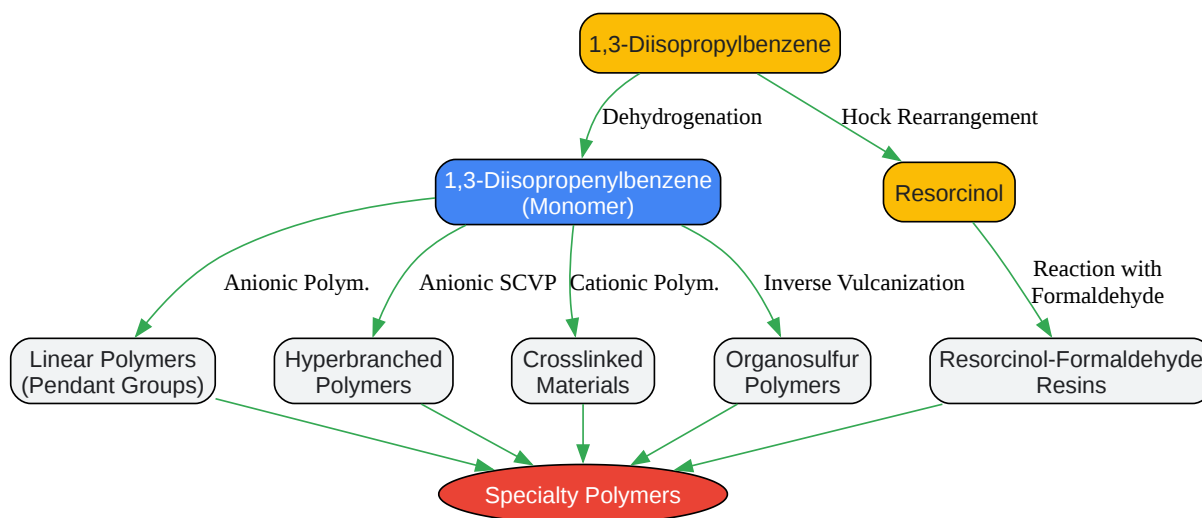 1,3-Diisopropylbenzene
Dehydrogenation
Hock Rearrangement
1,3-Diisopropenylbenzene
(Monomer)
Resorcinol
Anionic Polym.
Anionic SCVP
Cationic Polym.
Inverse Vulcanization
Reaction with
Formaldehyde
Linear Polymers
(Pendant Groups)
Hyperbranched
Polymers
Crosslinked
Materials
Organosulfur
Polymers
Resorcinol-Formaldehyde
Resins
Specialty Polymers